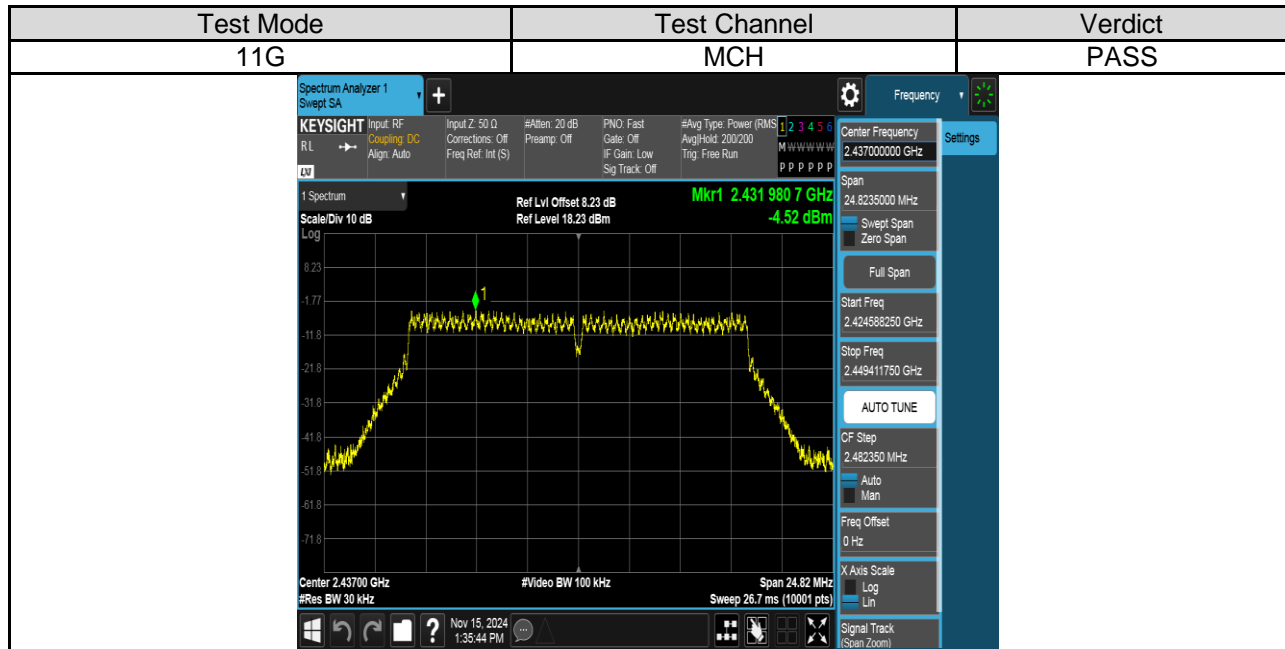 Test Mode Test Channel Verdict
11G MCH PASS
Spectrum Analyzer 1
Swept SA
+
Frequency
KEYSIGHT
RL
LXI
Input: RF
Coupling: DC
Align: Auto
Input Z: 50 Ω
Corrections: Off
Freq Ref: Int (S)
#Atten: 20 dB
Preamp: Off
PNO: Fast
Gate: Off
IF Gain: Low
Sig Track: Off
#Avg Type: Power (RMS
Avg|Hold: 200/200
Trig: Free Run
1 2 3 4 5 6
M W W W W W
P P P P P P
Center Frequency
2.437000000 GHz
Settings
Span
24.8235000 MHz
Swept Span
Zero Span
Full Span
Start Freq
2.424588250 GHz
Stop Freq
2.449411750 GHz
AUTO TUNE
CF Step
2.482350 MHz
Auto
Man
Freq Offset
0 Hz
X Axis Scale
Log
Lin
Signal Track
(Span Zoom)
1 Spectrum
Scale/Div 10 dB
Log
Ref Lvl Offset 8.23 dB
Ref Level 18.23 dBm
Mkr1 2.431 980 7 GHz
-4.52 dBm
8.23
1
-1.77
-11.8
-21.8
-31.8
-41.8
-51.8
-61.8
-71.8
Center 2.43700 GHz
#Res BW 30 kHz
#Video BW 100 kHz
Span 24.82 MHz
Sweep 26.7 ms (10001 pts)
?
Nov 15, 2024
1:35:44 PM